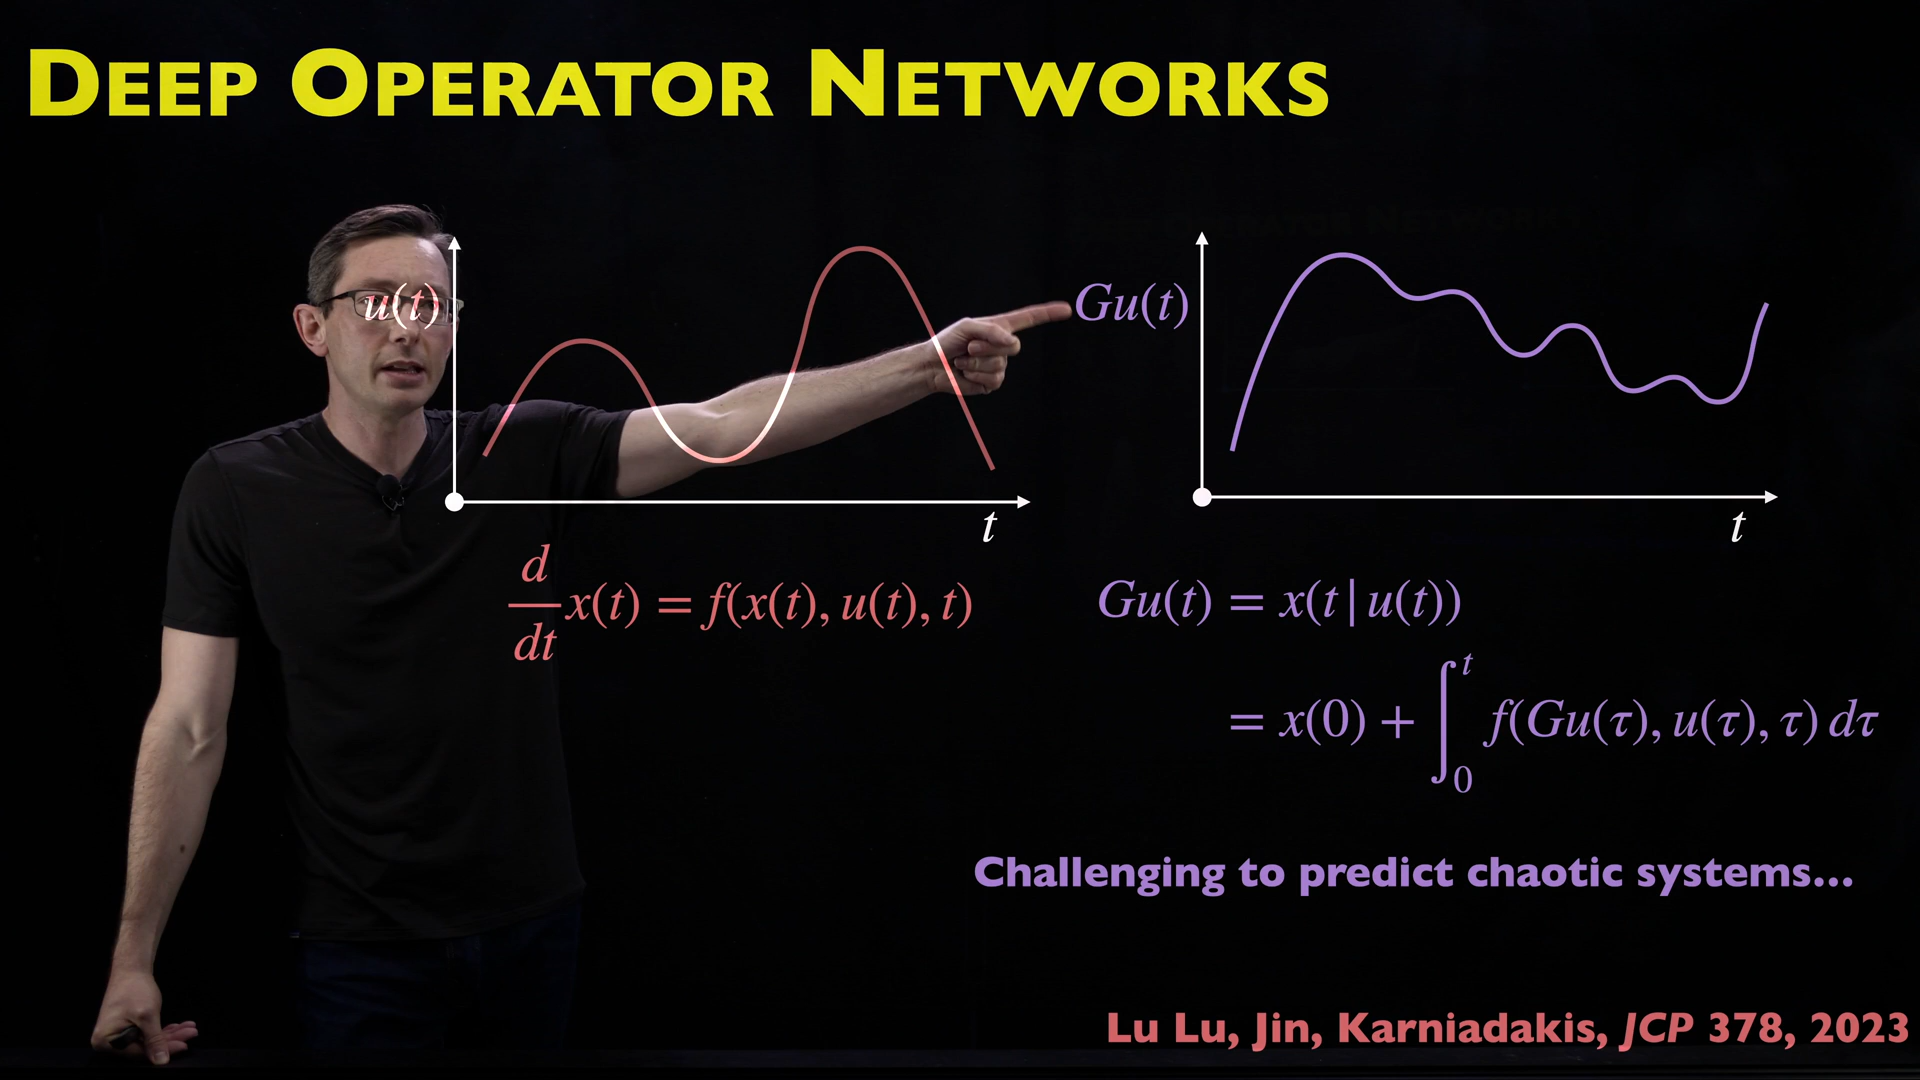 DEEP OPERATOR NETWORKS
u(t)
t
Gu(t)
t
d/dt x(t) = f(x(t), u(t), t)
Gu(t) = x(t | u(t))
= x(0) + ∫₀ᵗ f(Gu(τ), u(τ), τ) dτ
Challenging to predict chaotic systems...
Lu Lu, Jin, Karniadakis, JCP 378, 2023